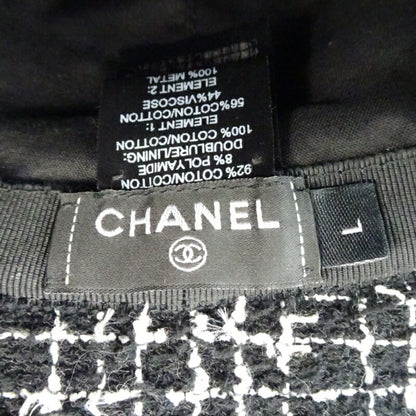 92% COTON/COTTON
8% POLYAMIDE
DOUBLURE/LINING:
100% COTON/COTTON
ELEMENT 1:
56% COTON/COTTON
44% VISCOSE
ELEMENT 2:
100% METAL
CHANEL
L